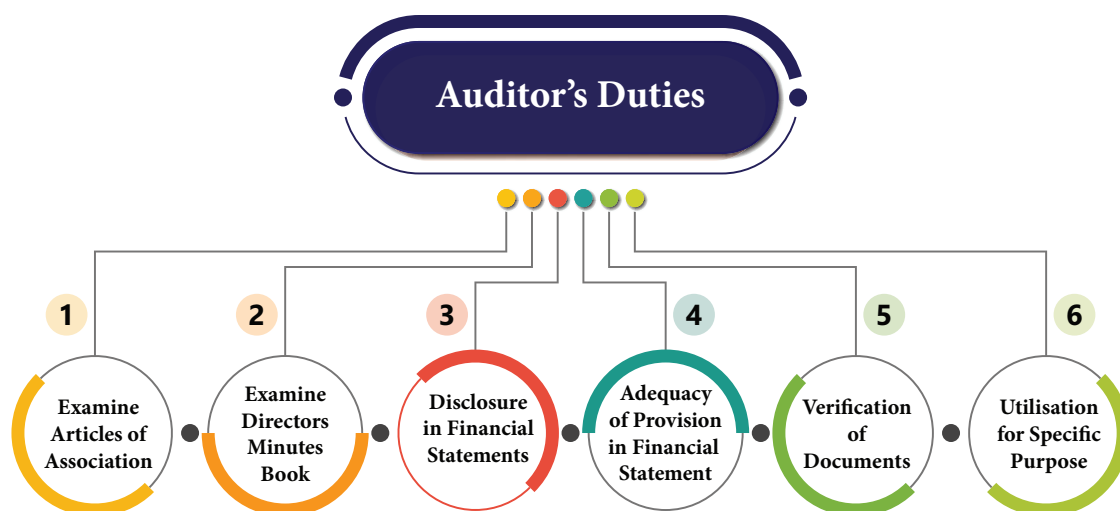 Auditor’s Duties
1
2
3
4
5
6
Examine
Articles of
Association
Examine
Directors
Minutes
Book
Disclosure
in Financial
Statements
Adequacy
of Provision
in Financial
Statement
Verification
of
Documents
Utilisation
for Specific
Purpose